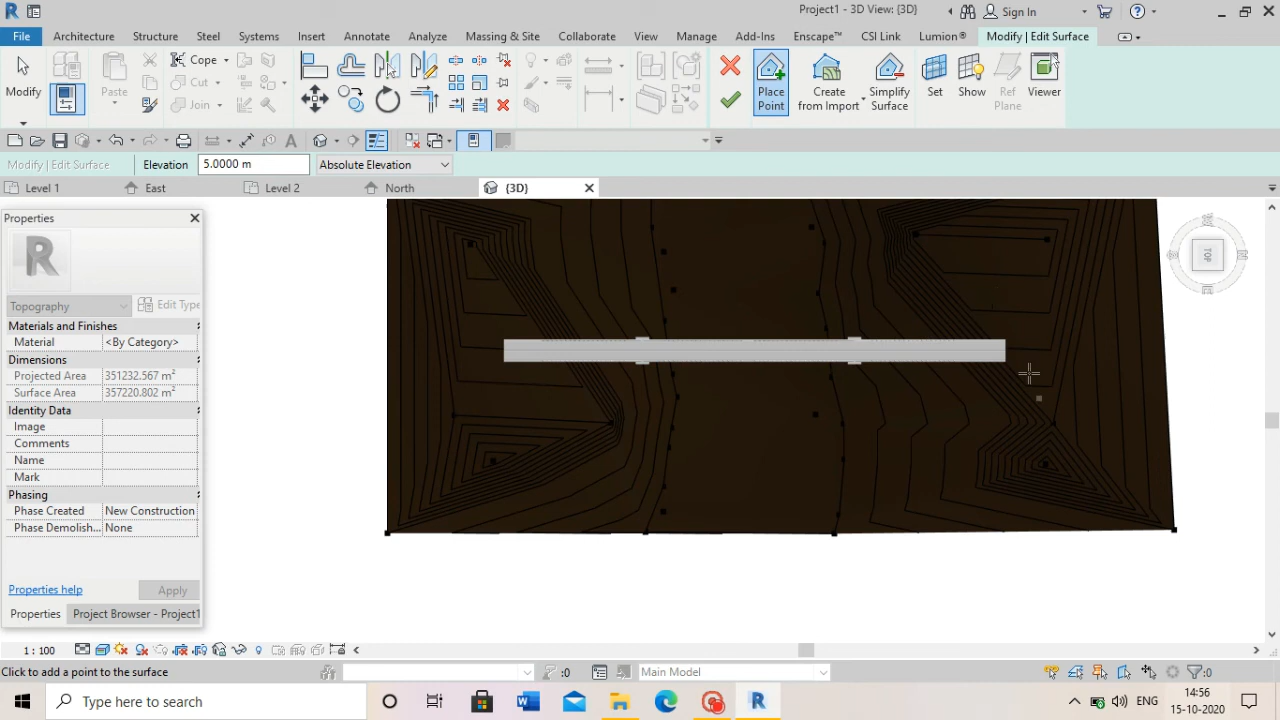 Project1 - 3D View: {3D}
Sign In
File Architecture Structure Steel Systems Insert Annotate Analyze Massing & Site Collaborate View Manage Add-Ins Enscape™ CSI Link Lumion® Modify | Edit Surface
Modify
Paste
Cope
Cut
Join
Place Point
Create from Import
Simplify Surface
Set
Show
Ref Plane
Viewer
Modify | Edit Surface Elevation 5.0000 m Absolute Elevation
Level 1 East Level 2 North {3D}
Properties
Topography Edit Type
Materials and Finishes
Material <By Category>
Dimensions
Projected Area 351232.567 m²
Surface Area 357220.802 m²
Identity Data
Image
Comments
Name
Mark
Phasing
Phase Created New Construction
Phase Demolish... None
Properties help Apply
Properties Project Browser - Project1
TOP
1 : 100
Click to add a point to the surface :0 Main Model :0
Type here to search
ENG
14:56
15-10-2020